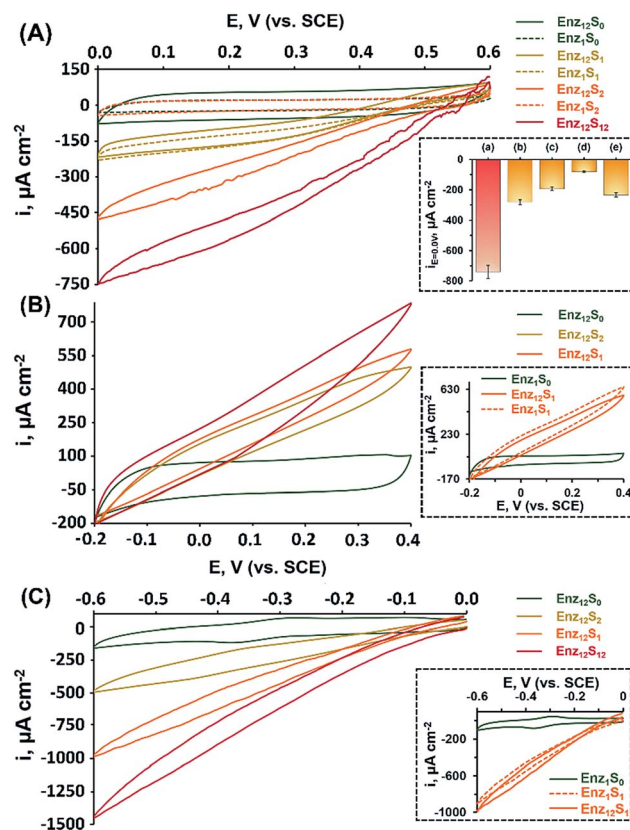 (A)
E, V (vs. SCE)
0.0 0.1 0.2 0.3 0.4 0.5 0.6
150
0
-150
-300
-450
-600
-750
i, µA cm⁻²
Enz₁₂S₀
Enz₁S₀
Enz₁₂S₁
Enz₁S₁
Enz₁₂S₂
Enz₁S₂
Enz₁₂S₁₂
(a) (b) (c) (d) (e)
0
-200
-400
-600
-800
i_E=0.0V, µA cm⁻²
(B)
700
550
400
250
100
-50
-200
i, µA cm⁻²
-0.2 -0.1 0.0 0.1 0.2 0.3 0.4
E, V (vs. SCE)
Enz₁₂S₀
Enz₁₂S₂
Enz₁₂S₁
Enz₁S₀
Enz₁₂S₁
Enz₁S₁
630
430
230
-170
i, µA cm⁻²
-0.2 0 0.2 0.4
E, V (vs. SCE)
(C)
-0.6 -0.5 -0.4 -0.3 -0.2 -0.1 0.0
0
-250
-500
-750
-1000
-1250
-1500
i, µA cm⁻²
Enz₁₂S₀
Enz₁₂S₂
Enz₁₂S₁
Enz₁₂S₁₂
E, V (vs. SCE)
-0.6 -0.4 -0.2 0
-200
-600
-1000
i, µA cm⁻²
Enz₁S₀
Enz₁S₁
Enz₁₂S₁